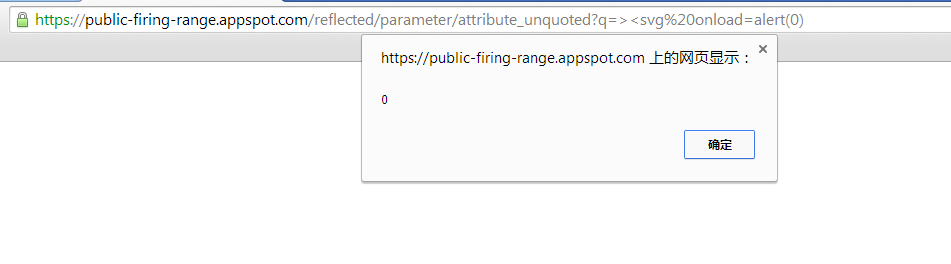 https://public-firing-range.appspot.com/reflected/parameter/attribute_unquoted?q=><svg%20onload=alert(0)
https://public-firing-range.appspot.com 上的网页显示：
0
确定